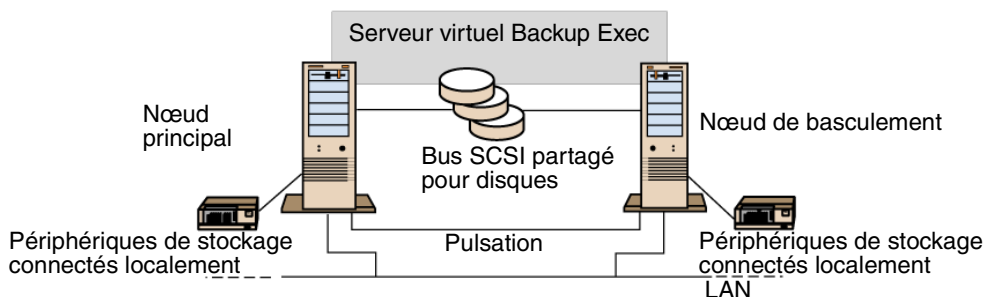 Serveur virtuel Backup Exec
Nœud
principal
Nœud de basculement
Bus SCSI partagé
pour disques
Périphériques de stockage
connectés localement
Pulsation
Périphériques de stockage
connectés localement
LAN